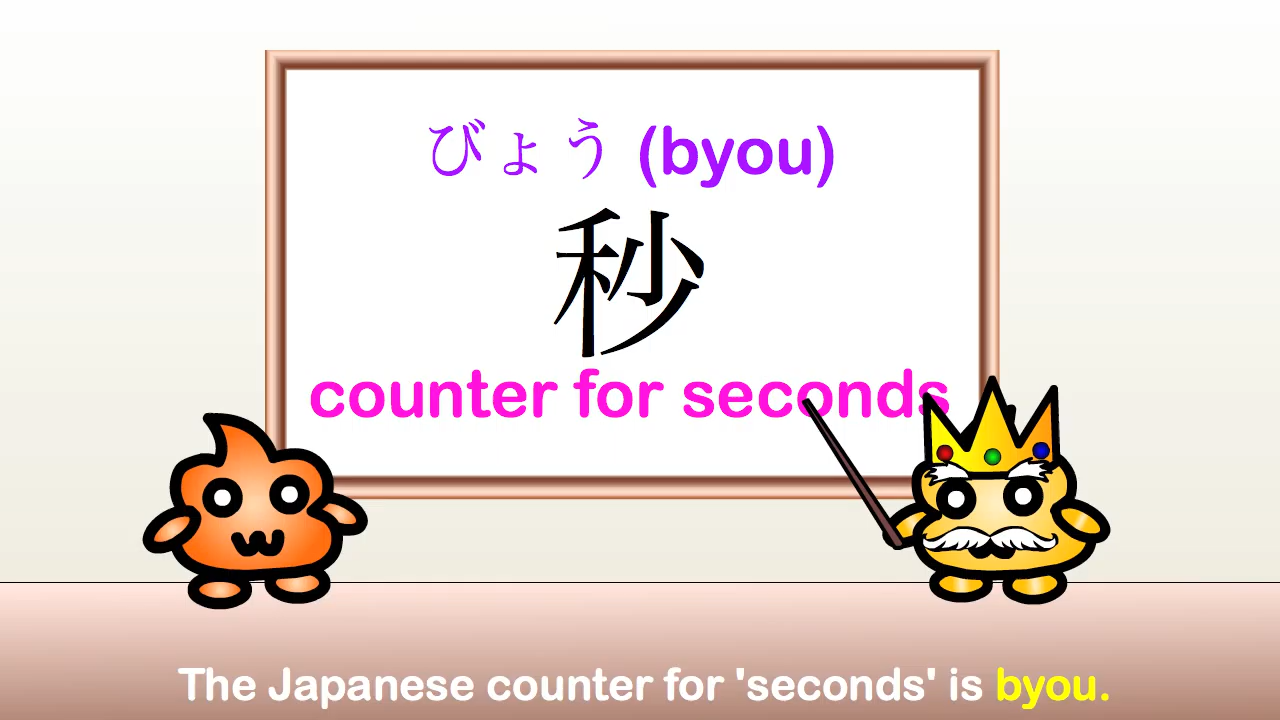 びょう (byou)
秒
counter for seconds
The Japanese counter for 'seconds' is byou.